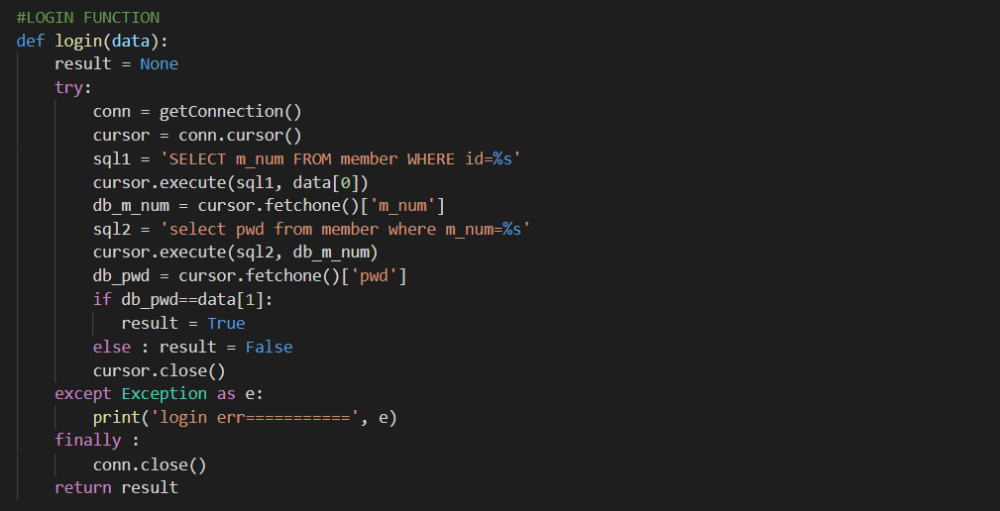 #LOGIN FUNCTION
def login(data):
    result = None
    try:
        conn = getConnection()
        cursor = conn.cursor()
        sql1 = 'SELECT m_num FROM member WHERE id=%s'
        cursor.execute(sql1, data[0])
        db_m_num = cursor.fetchone()['m_num']
        sql2 = 'select pwd from member where m_num=%s'
        cursor.execute(sql2, db_m_num)
        db_pwd = cursor.fetchone()['pwd']
        if db_pwd==data[1]:
           result = True
        else : result = False
        cursor.close()
    except Exception as e:
        print('login err===========', e)
    finally :
        conn.close()
    return result